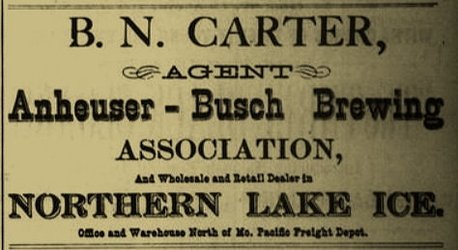 B. N. CARTER,
AGENT
Anheuser - Busch Brewing
ASSOCIATION,
And Wholesale and Retail Dealer in
NORTHERN LAKE ICE.
Office and Warehouse North of Mo. Pacific Freight Depot.